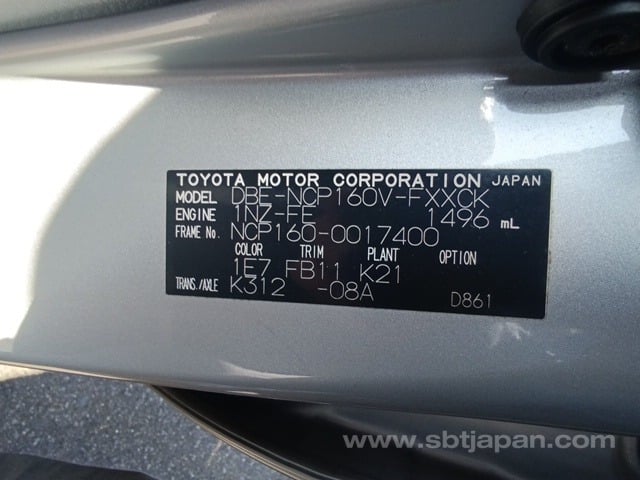 TOYOTA MOTOR CORPORATION JAPAN
MODEL DBE-NCP160V-FXXCK
ENGINE 1NZ-FE 1496 mL
FRAME No. NCP160-0017400
COLOR TRIM PLANT OPTION
1E7 FB11 K21
TRANS./AXLE K312 -08A D861
www.sbtjapan.com